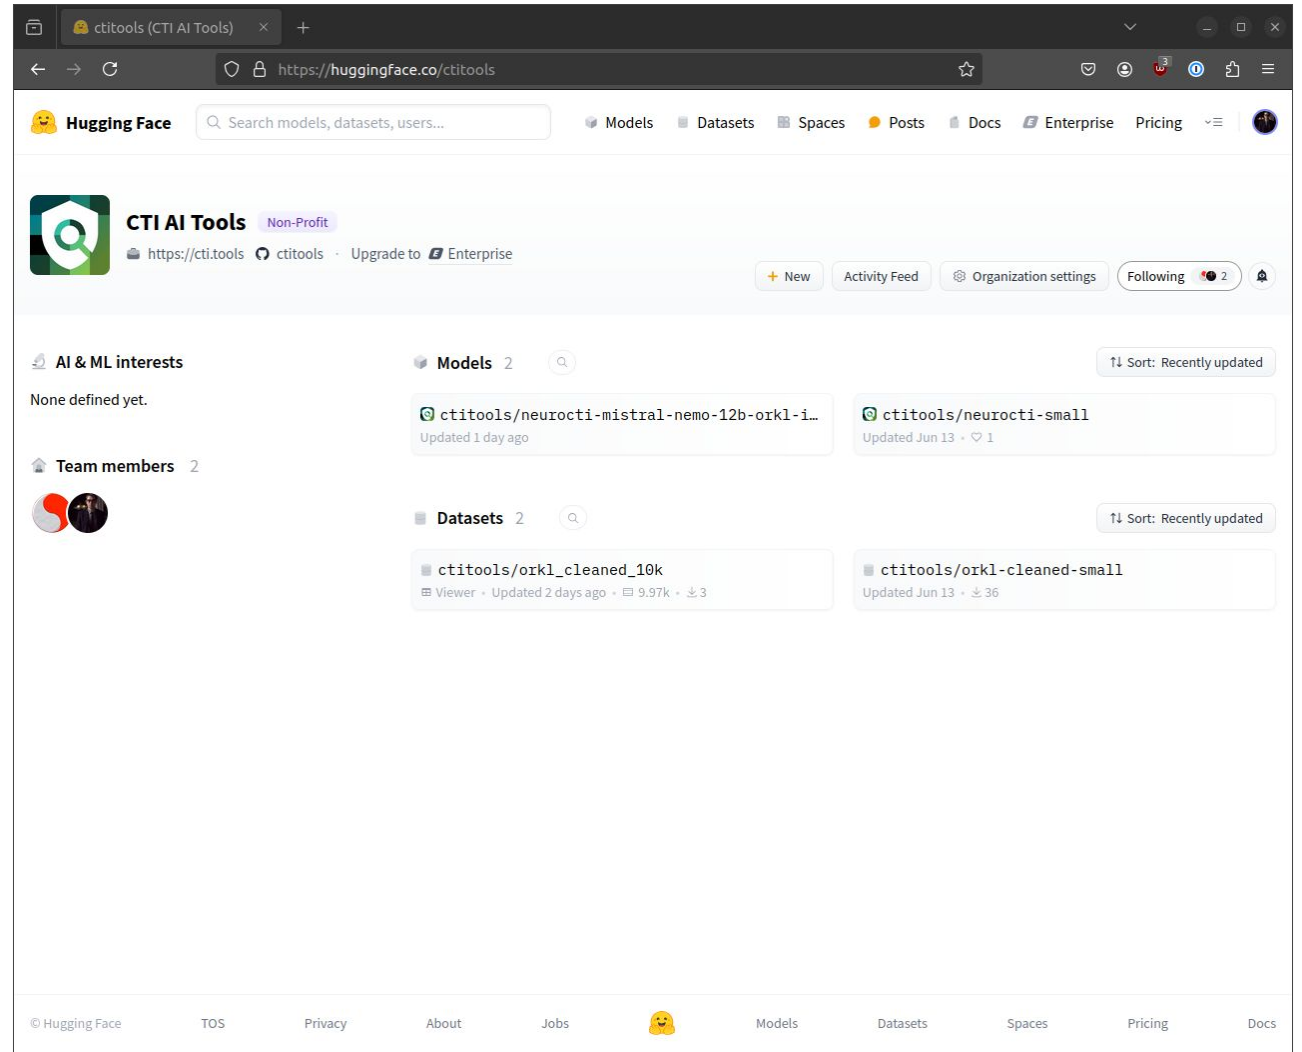 ctitools (CTI AI Tools)
https://huggingface.co/ctitools
3
Hugging Face
Search models, datasets, users...
Models
Datasets
Spaces
Posts
Docs
Enterprise
Pricing
CTI AI Tools Non-Profit
https://cti.tools ctitools · Upgrade to Enterprise
+ New
Activity Feed
Organization settings
Following 2
AI & ML interests
None defined yet.
Team members 2
Models 2
Sort: Recently updated
ctitools/neurocti-mistral-nemo-12b-orkl-i…
Updated 1 day ago
ctitools/neurocti-small
Updated Jun 13 • 1
Datasets 2
Sort: Recently updated
ctitools/orkl_cleaned_10k
Viewer • Updated 2 days ago • 9.97k • 3
ctitools/orkl-cleaned-small
Updated Jun 13 • 36
© Hugging Face
TOS
Privacy
About
Jobs
Models
Datasets
Spaces
Pricing
Docs